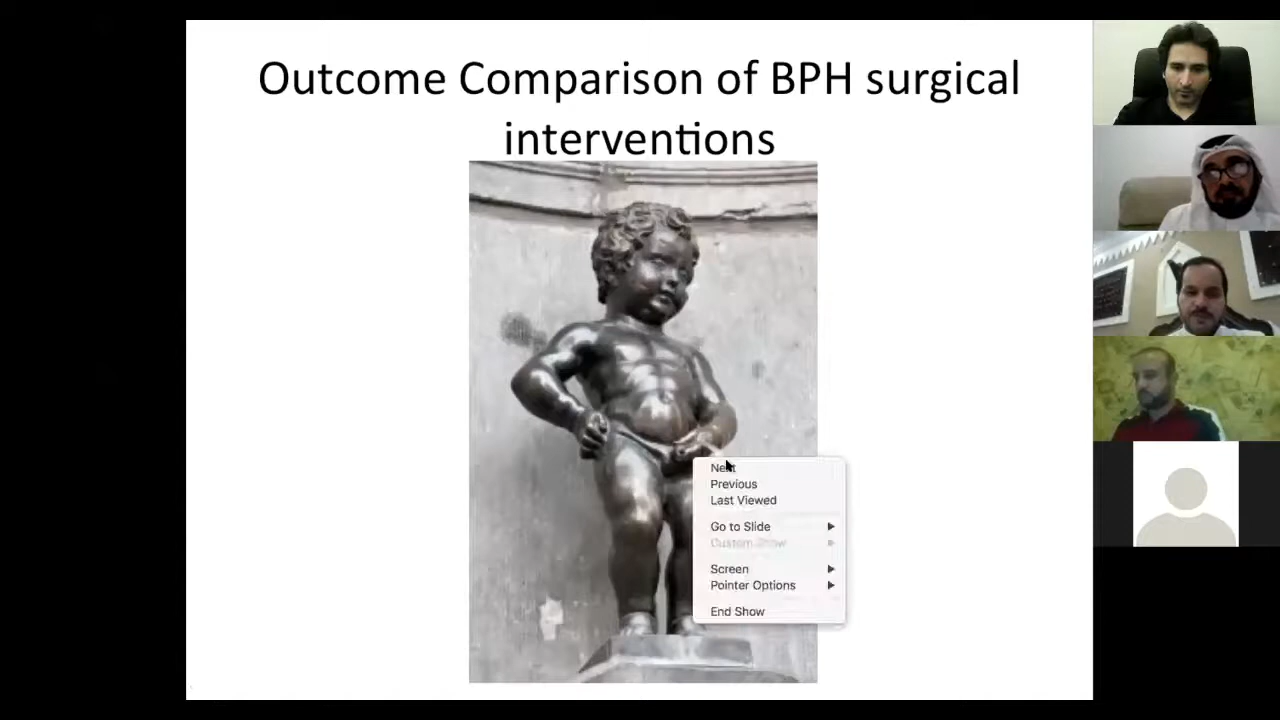 Outcome Comparison of BPH surgical
interventions
Next
Previous
Last Viewed
Go to Slide
Custom Show
Screen
Pointer Options
End Show